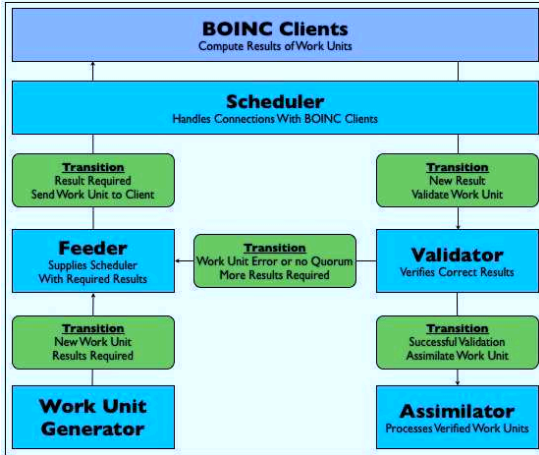 BOINC Clients
Compute Results of Work Units
Scheduler
Handles Connections With BOINC Clients
Transition
Result Required
Send Work Unit to Client
Transition
New Result
Validate Work Unit
Feeder
Supplies Scheduler
With Required Results
Transition
Work Unit Error or no Quorum
More Results Required
Validator
Verifies Correct Results
Transition
New Work Unit
Results Required
Transition
Successful Validation
Assimilate Work Unit
Work Unit
Generator
Assimilator
Processes Verified Work Units